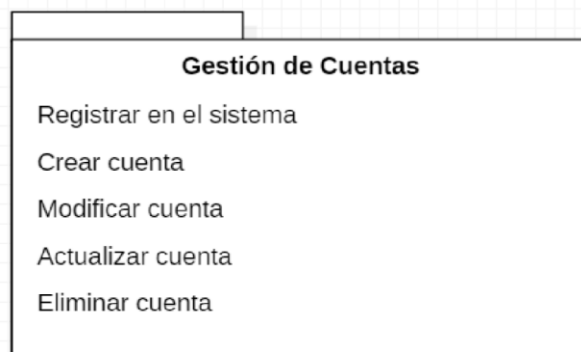 Gestión de Cuentas
Registrar en el sistema
Crear cuenta
Modificar cuenta
Actualizar cuenta
Eliminar cuenta